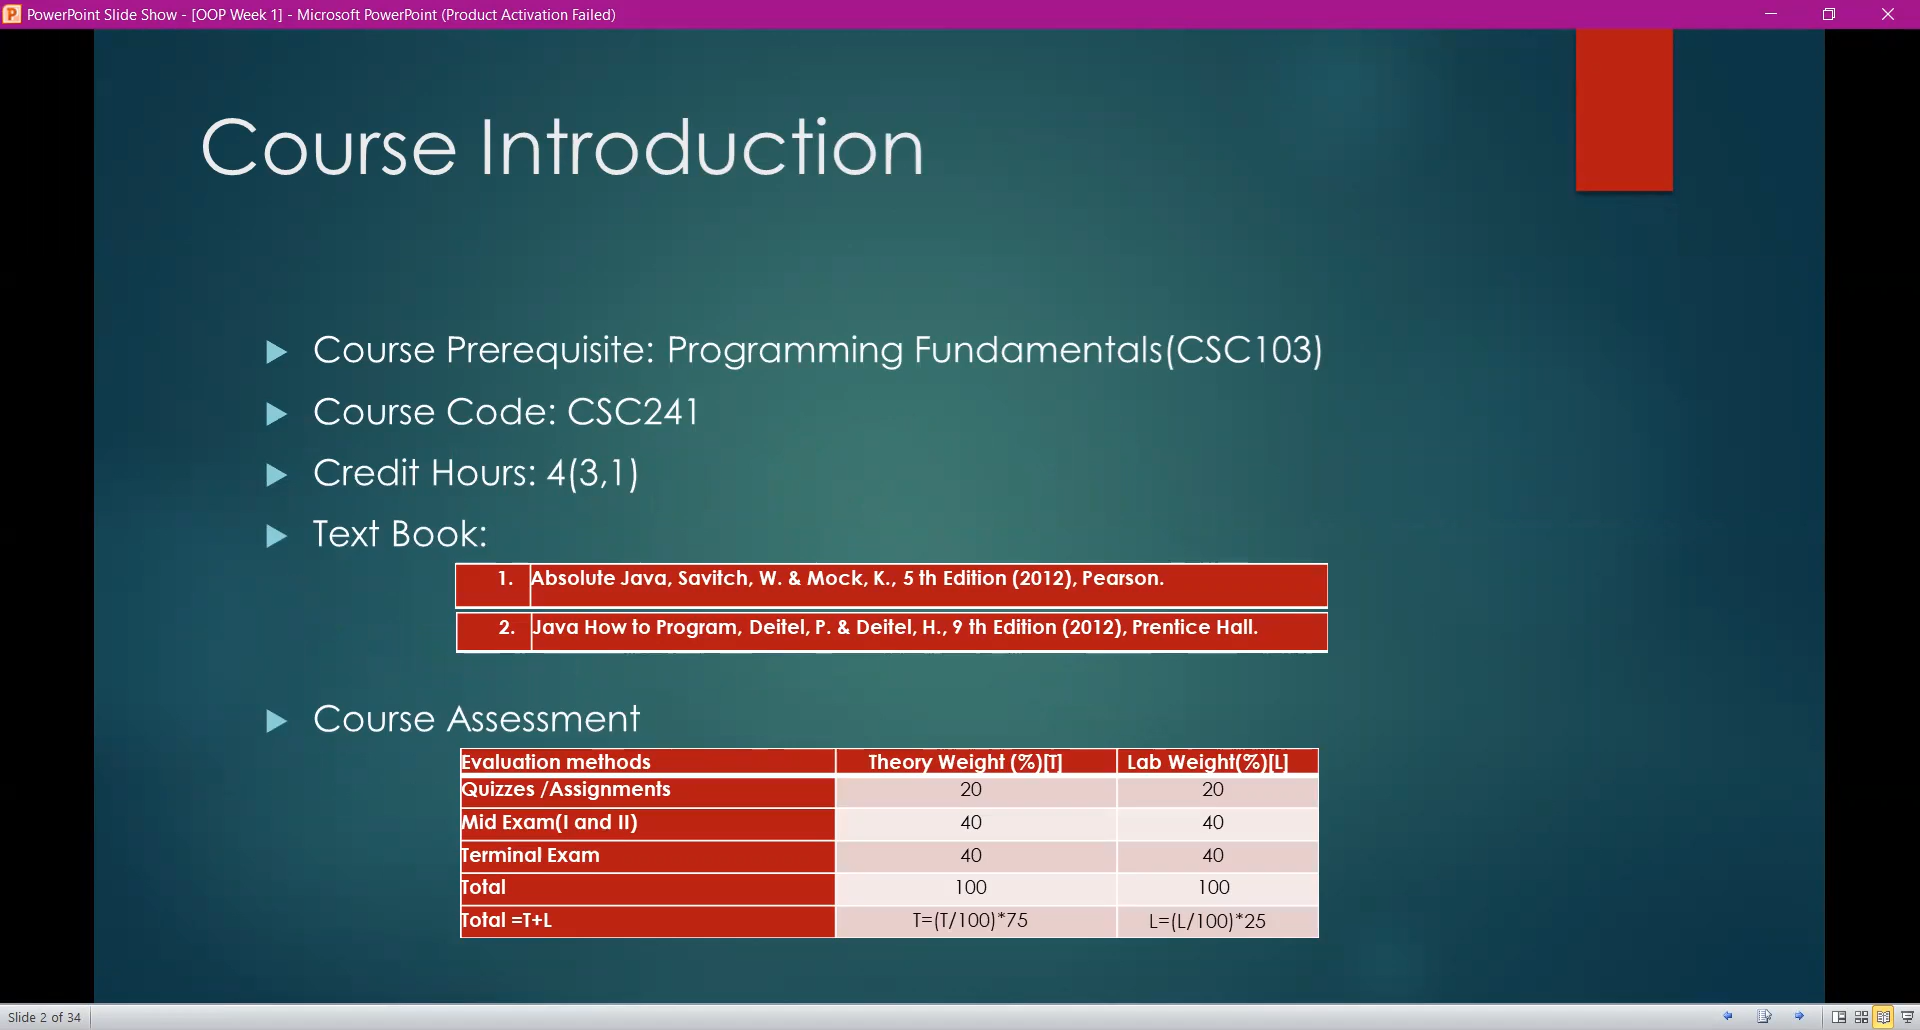 PowerPoint Slide Show - [OOP Week 1] - Microsoft PowerPoint (Product Activation Failed)
Course Introduction
Course Prerequisite: Programming Fundamentals(CSC103)
Course Code: CSC241
Credit Hours: 4(3,1)
Text Book:
1. Absolute Java, Savitch, W. & Mock, K., 5 th Edition (2012), Pearson.
2. Java How to Program, Deitel, P. & Deitel, H., 9 th Edition (2012), Prentice Hall.
Course Assessment
Evaluation methods Theory Weight (%)[T] Lab Weight(%)[L]
Quizzes /Assignments 20 20
Mid Exam(I and II) 40 40
Terminal Exam 40 40
Total 100 100
Total =T+L T=(T/100)*75 L=(L/100)*25
Slide 2 of 34